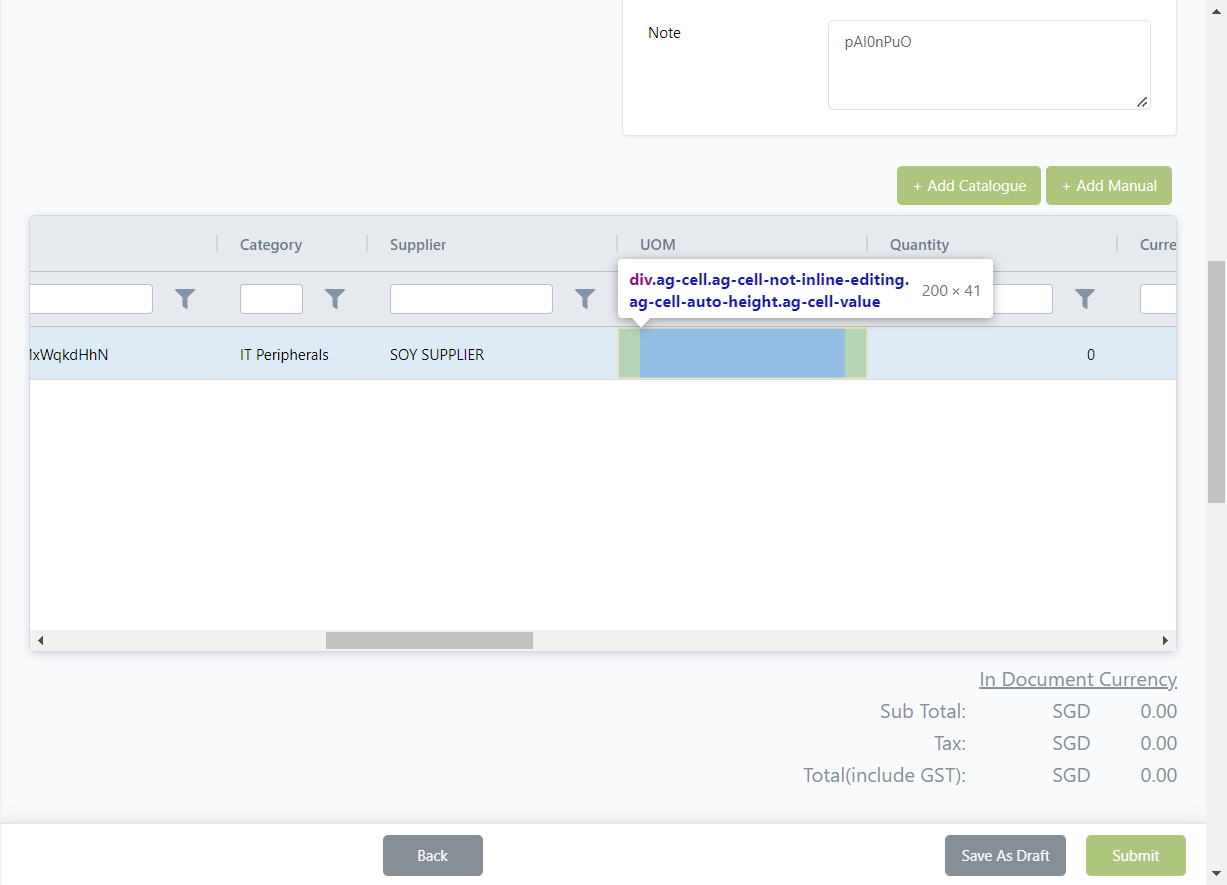 Note
pAI0nPuO
+ Add Catalogue
+ Add Manual
Category
Supplier
UOM
Quantity
Curre
div.ag-cell.ag-cell-not-inline-editing.
ag-cell-auto-height.ag-cell-value
200 × 41
IxWqkdHhN
IT Peripherals
SOY SUPPLIER
0
In Document Currency
Sub Total: SGD 0.00
Tax: SGD 0.00
Total(include GST): SGD 0.00
Back
Save As Draft
Submit